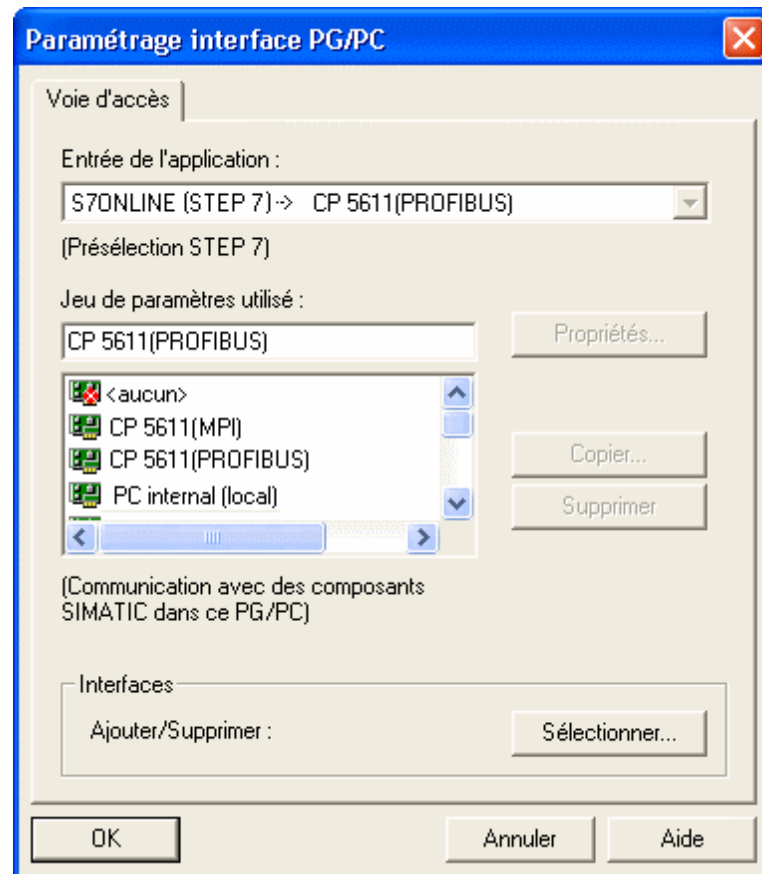 Paramétrage interface PG/PC
Voie d'accès
Entrée de l'application :
S7ONLINE (STEP 7)-> CP 5611(PROFIBUS)
(Présélection STEP 7)
Jeu de paramètres utilisé :
CP 5611(PROFIBUS)
Propriétés...
<aucun>
CP 5611(MPI)
CP 5611(PROFIBUS)
PC internal (local)
Copier...
Supprimer
(Communication avec des composants
SIMATIC dans ce PG/PC)
Interfaces
Ajouter/Supprimer :
Sélectionner...
OK
Annuler
Aide